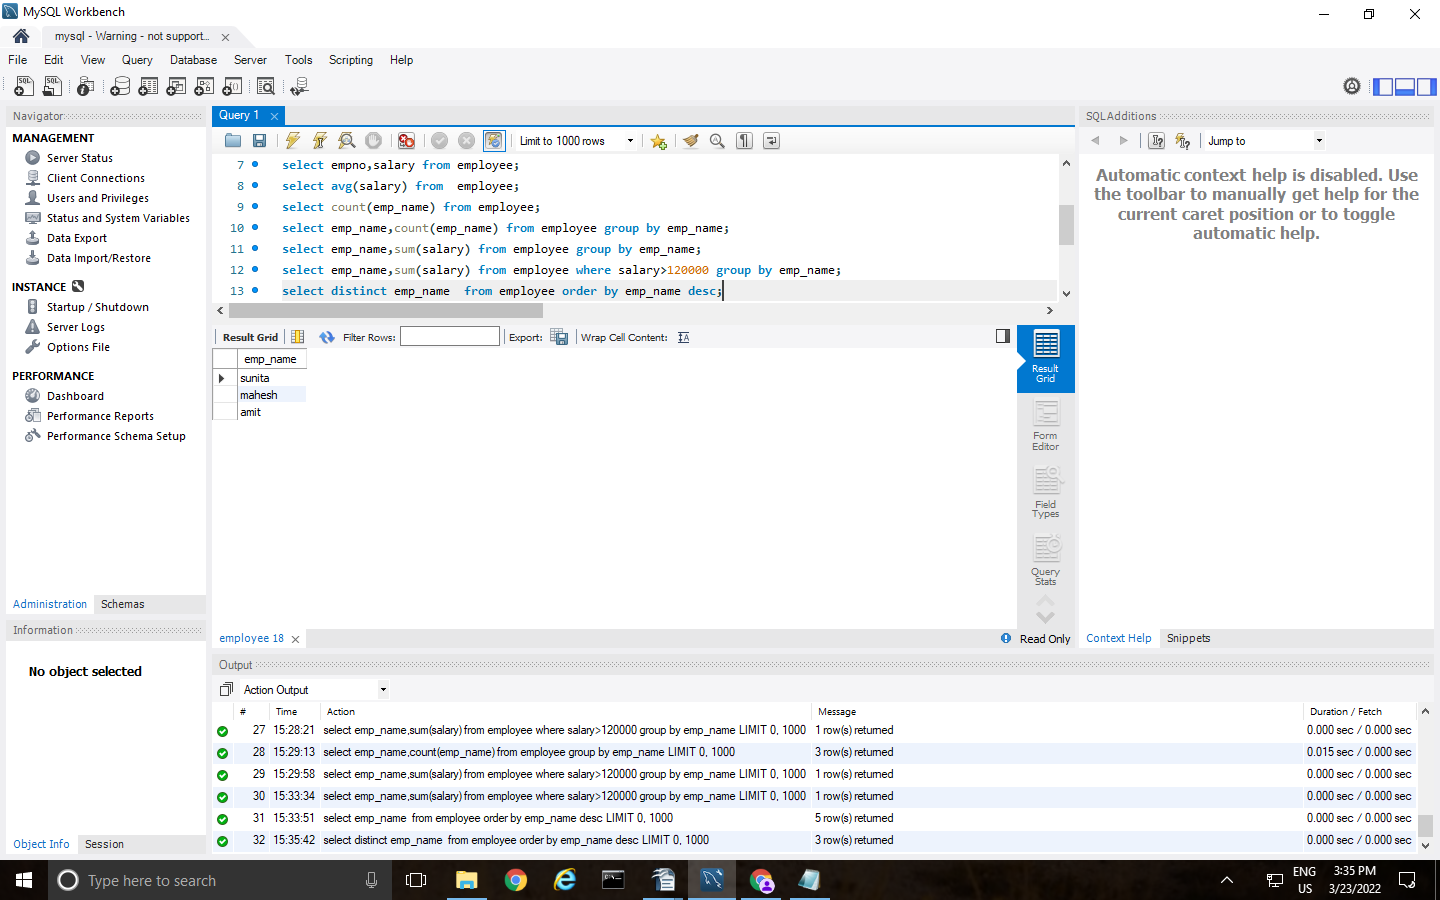 MySQL Workbench
mysql - Warning - not support...
File Edit View Query Database Server Tools Scripting Help
Navigator
MANAGEMENT
Server Status
Client Connections
Users and Privileges
Status and System Variables
Data Export
Data Import/Restore
INSTANCE
Startup / Shutdown
Server Logs
Options File
PERFORMANCE
Dashboard
Performance Reports
Performance Schema Setup
Administration Schemas
Information
No object selected
Object Info Session
Query 1
Limit to 1000 rows
7 select empno,salary from employee;
8 select avg(salary) from  employee;
9 select count(emp_name) from employee;
10 select emp_name,count(emp_name) from employee group by emp_name;
11 select emp_name,sum(salary) from employee group by emp_name;
12 select emp_name,sum(salary) from employee where salary>120000 group by emp_name;
13 select distinct emp_name  from employee order by emp_name desc;
Result Grid Filter Rows: Export: Wrap Cell Content:
emp_name
sunita
mahesh
amit
Result
Grid
Form
Editor
Field
Types
Query
Stats
employee 18 Read Only
SQLAdditions
Jump to
Automatic context help is disabled. Use
the toolbar to manually get help for the
current caret position or to toggle
automatic help.
Context Help Snippets
Output
Action Output
# Time Action Message Duration / Fetch
27 15:28:21 select emp_name,sum(salary) from employee where salary>120000 group by emp_name LIMIT 0, 1000 1 row(s) returned 0.000 sec / 0.000 sec
28 15:29:13 select emp_name,count(emp_name) from employee group by emp_name LIMIT 0, 1000 3 row(s) returned 0.015 sec / 0.000 sec
29 15:29:58 select emp_name,sum(salary) from employee where salary>120000 group by emp_name LIMIT 0, 1000 1 row(s) returned 0.000 sec / 0.000 sec
30 15:33:34 select emp_name,sum(salary) from employee where salary>120000 group by emp_name LIMIT 0, 1000 1 row(s) returned 0.000 sec / 0.000 sec
31 15:33:51 select emp_name  from employee order by emp_name desc LIMIT 0, 1000 5 row(s) returned 0.000 sec / 0.000 sec
32 15:35:42 select distinct emp_name  from employee order by emp_name desc LIMIT 0, 1000 3 row(s) returned 0.000 sec / 0.000 sec
Type here to search
ENG
US
3:35 PM
3/23/2022